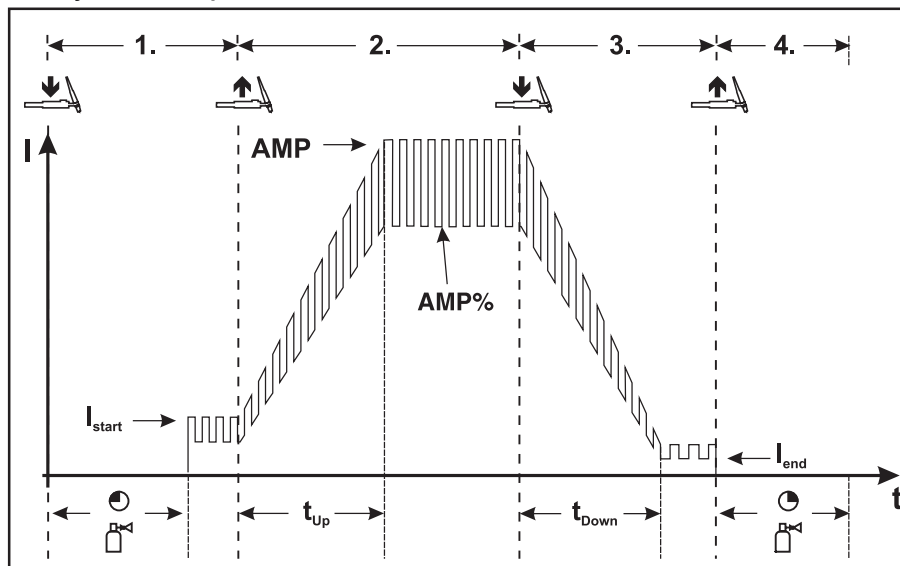 1. 2. 3. 4.
I
AMP
AMP%
Istart
Iend
t
tUp
tDown